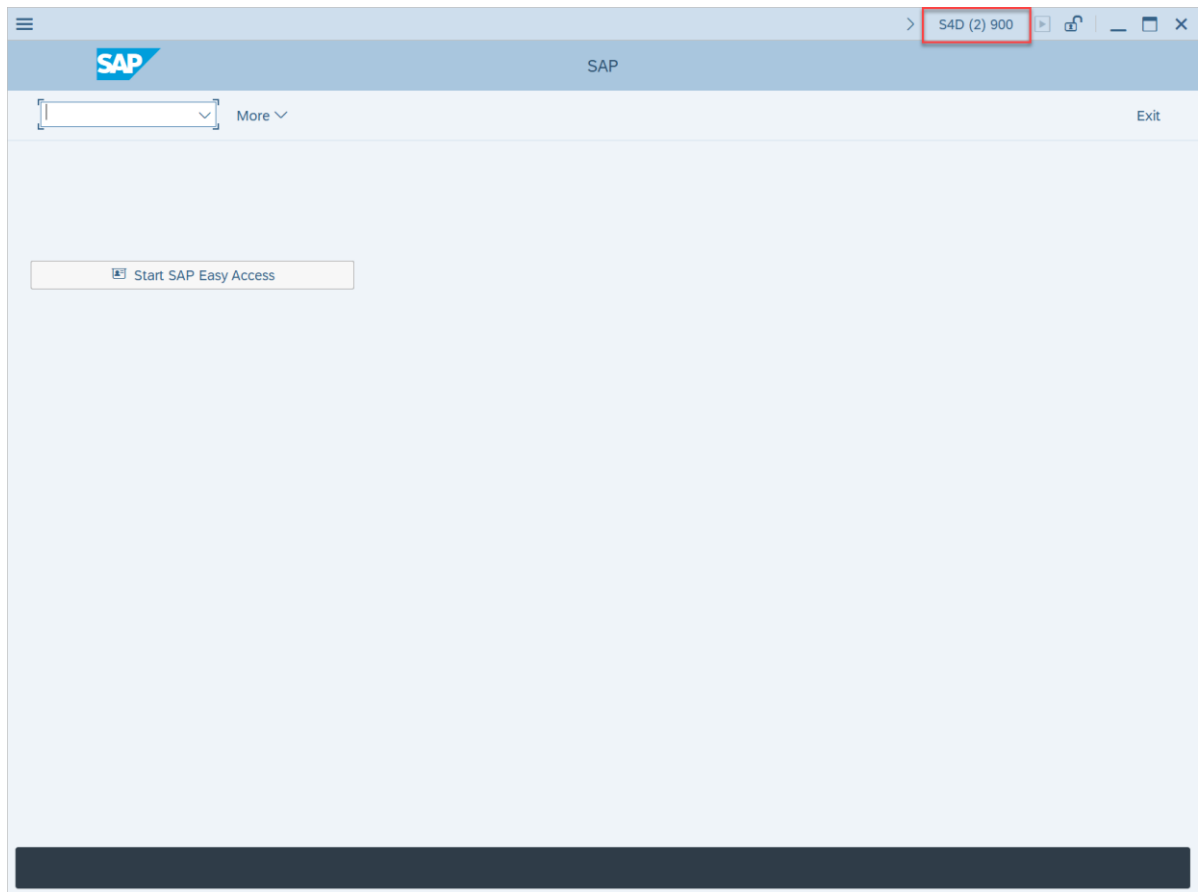 S4D (2) 900
SAP
SAP
More
Exit
Start SAP Easy Access